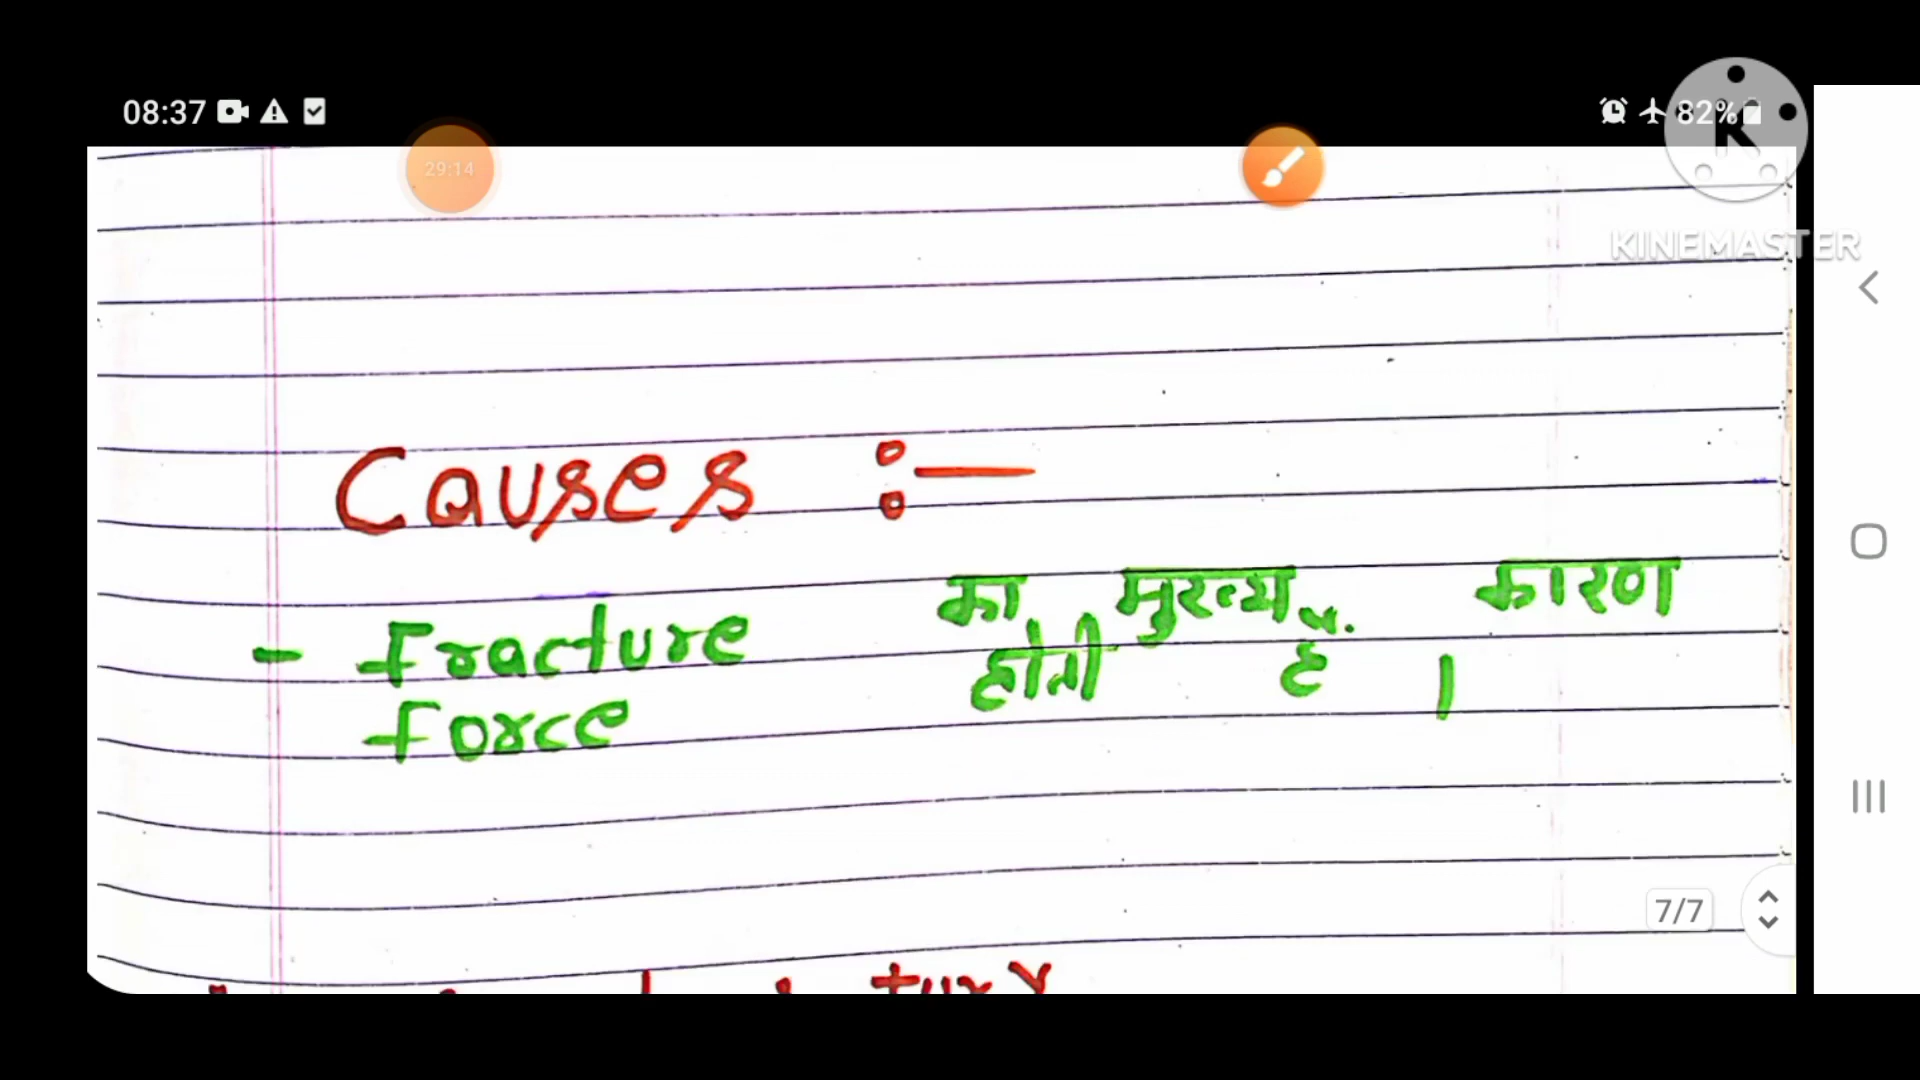 08:37
82%
29:14
K
KINEMASTER
Causes :—
- Fracture का मुख्य कारण
Force होती है ।
7/7